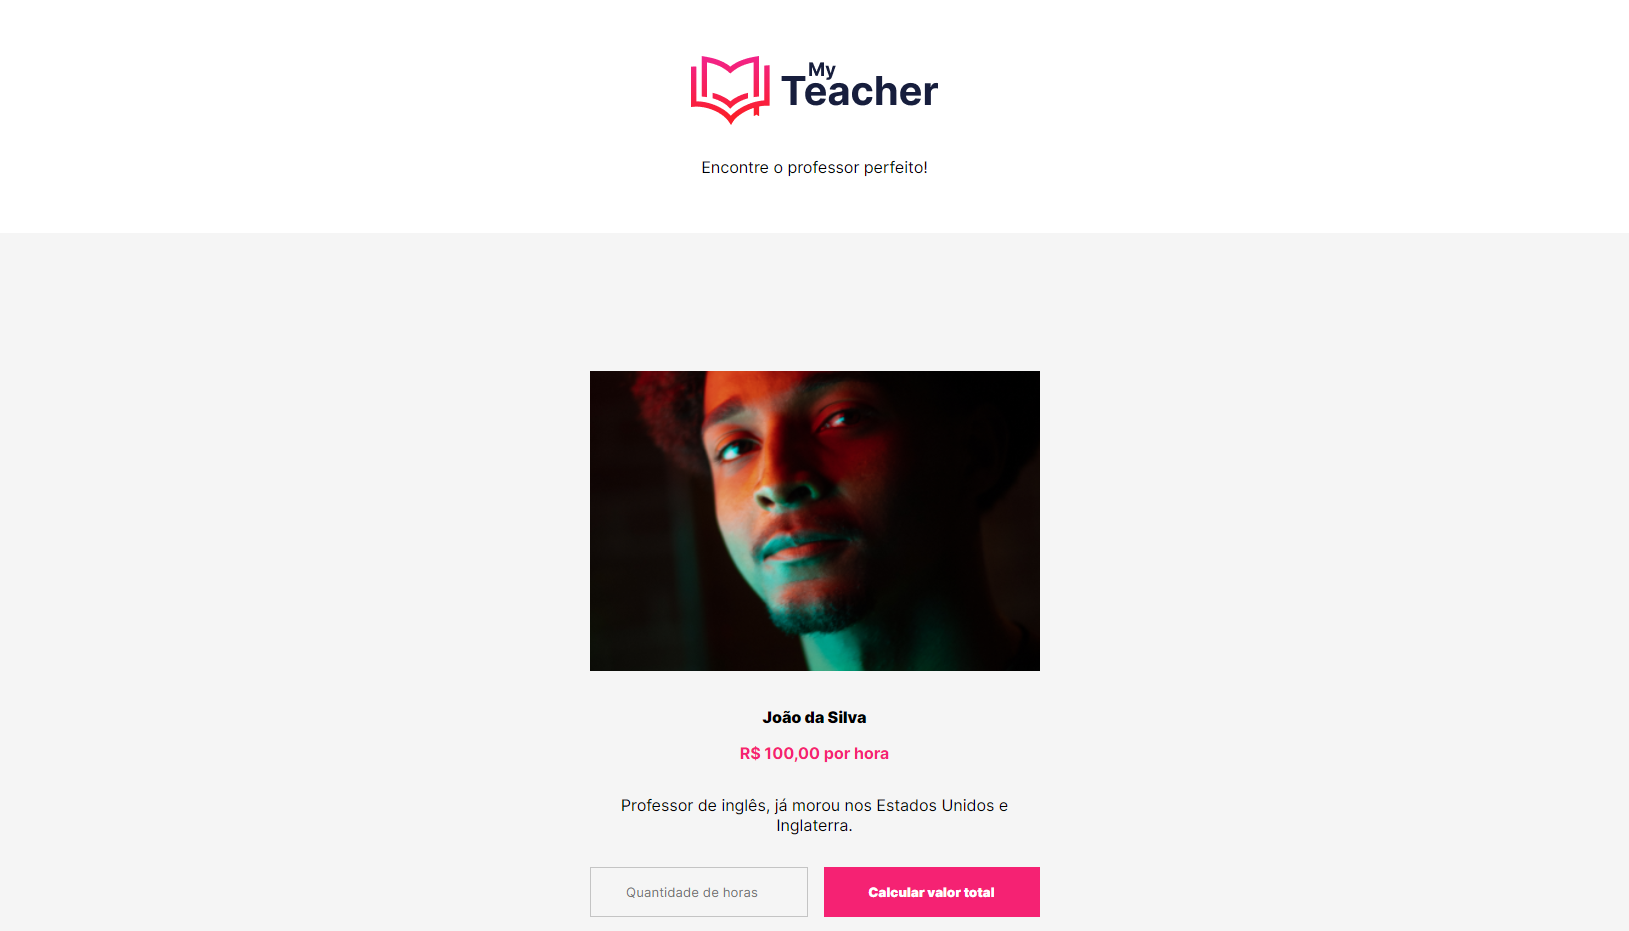 My
Teacher
Encontre o professor perfeito!
João da Silva
R$ 100,00 por hora
Professor de inglês, já morou nos Estados Unidos e
Inglaterra.
Quantidade de horas
Calcular valor total